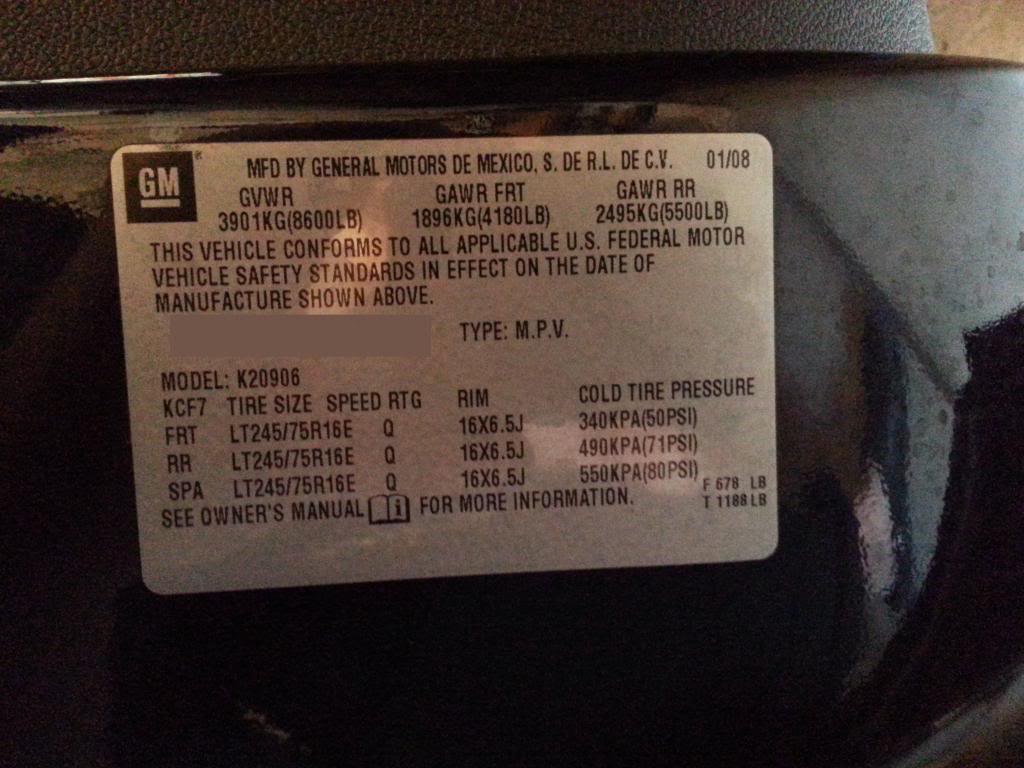 GM MFD BY GENERAL MOTORS DE MEXICO, S. DE R.L. DE C.V. 01/08
GVWR GAWR FRT GAWR RR
3901KG(8600LB) 1896KG(4180LB) 2495KG(5500LB)
THIS VEHICLE CONFORMS TO ALL APPLICABLE U.S. FEDERAL MOTOR
VEHICLE SAFETY STANDARDS IN EFFECT ON THE DATE OF
MANUFACTURE SHOWN ABOVE.
TYPE: M.P.V.
MODEL: K20906
KCF7 TIRE SIZE SPEED RTG RIM COLD TIRE PRESSURE
FRT LT245/75R16E Q 16X6.5J 340KPA(50PSI)
RR LT245/75R16E Q 16X6.5J 490KPA(71PSI)
SPA LT245/75R16E Q 16X6.5J 550KPA(80PSI) F 678 LB
T 1188 LB
SEE OWNER'S MANUAL FOR MORE INFORMATION.